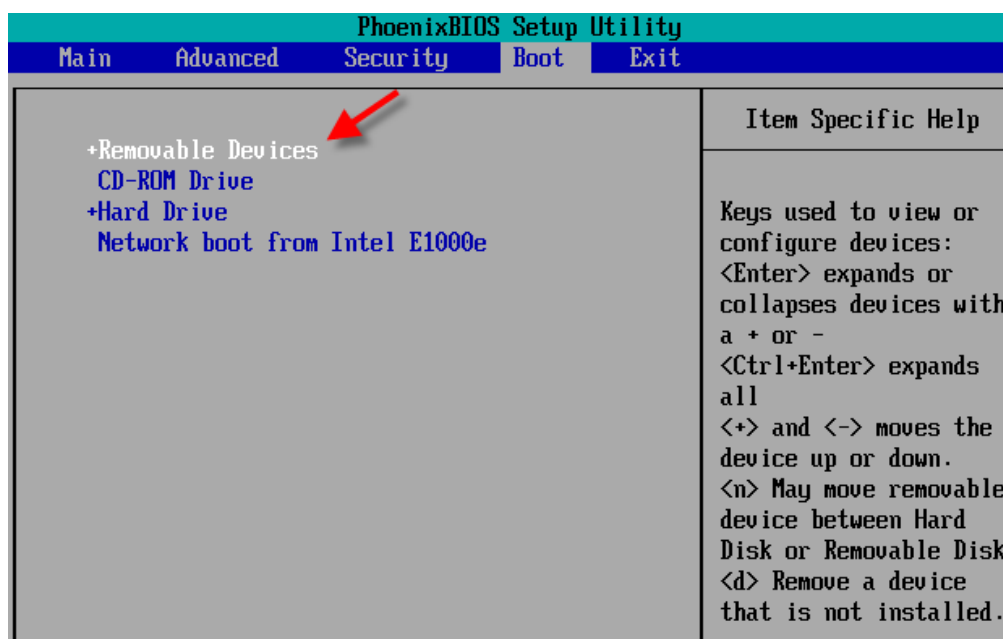 PhoenixBIOS Setup Utility
Main Advanced Security Boot Exit
+Removable Devices
CD-ROM Drive
+Hard Drive
Network boot from Intel E1000e
Item Specific Help
Keys used to view or
configure devices:
<Enter> expands or
collapses devices with
a + or -
<Ctrl+Enter> expands
all
<+> and <-> moves the
device up or down.
<n> May move removable
device between Hard
Disk or Removable Disk
<d> Remove a device
that is not installed.